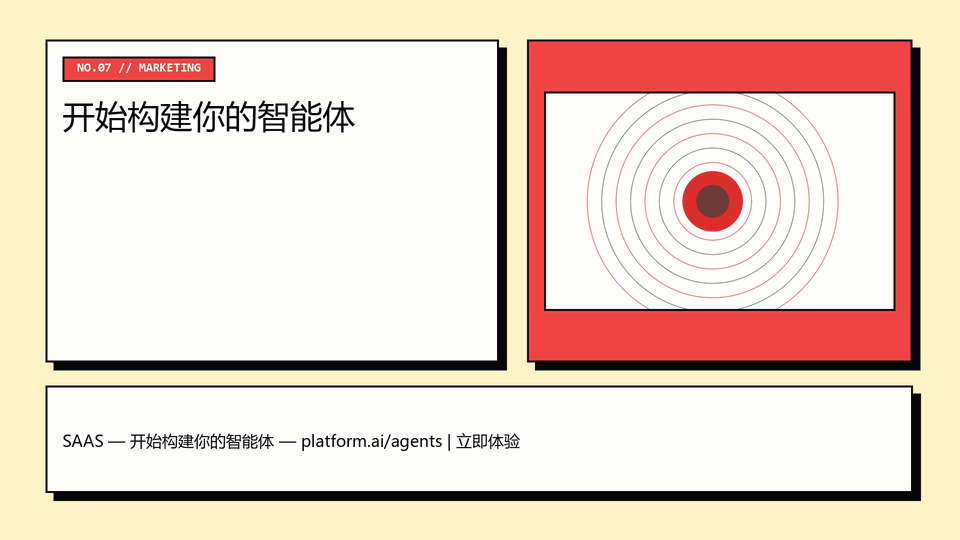 NO.07 // MARKETING
开始构建你的智能体
SAAS — 开始构建你的智能体 — platform.ai/agents | 立即体验